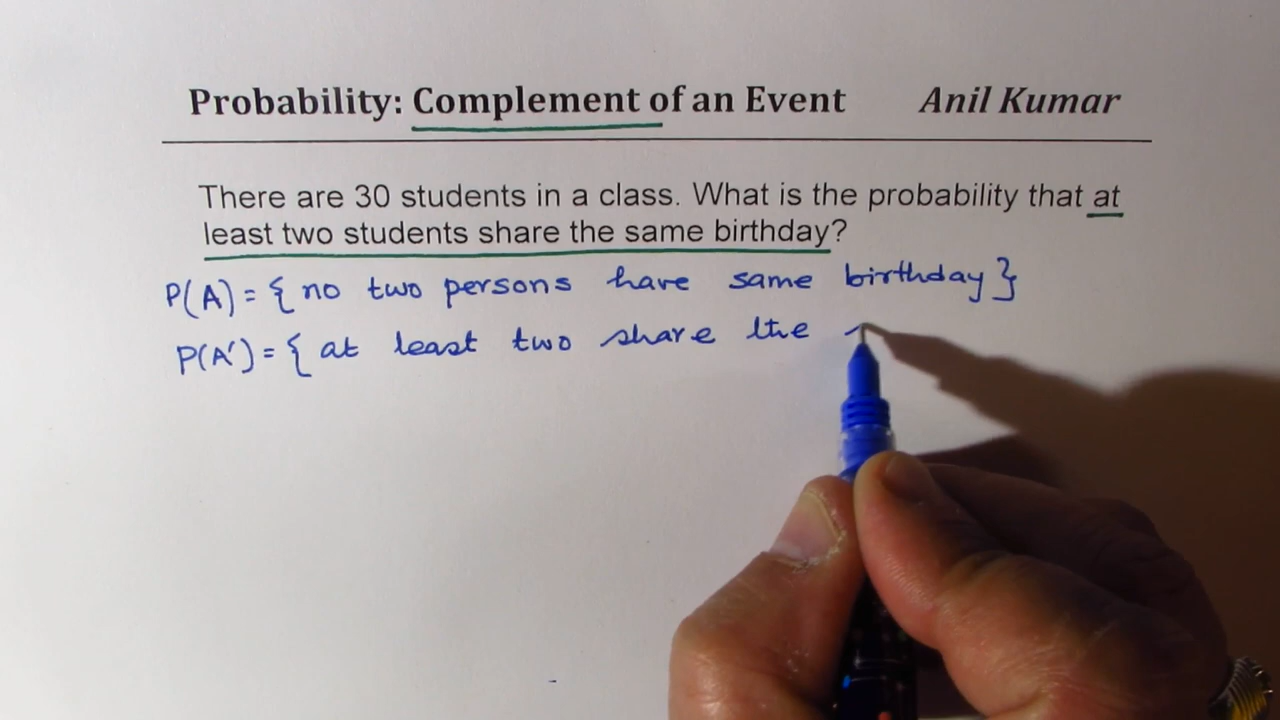 Probability: Complement of an Event Anil Kumar
There are 30 students in a class. What is the probability that at
least two students share the same birthday?
P(A) = { no two persons have same birthday }
P(A') = { at least two share the